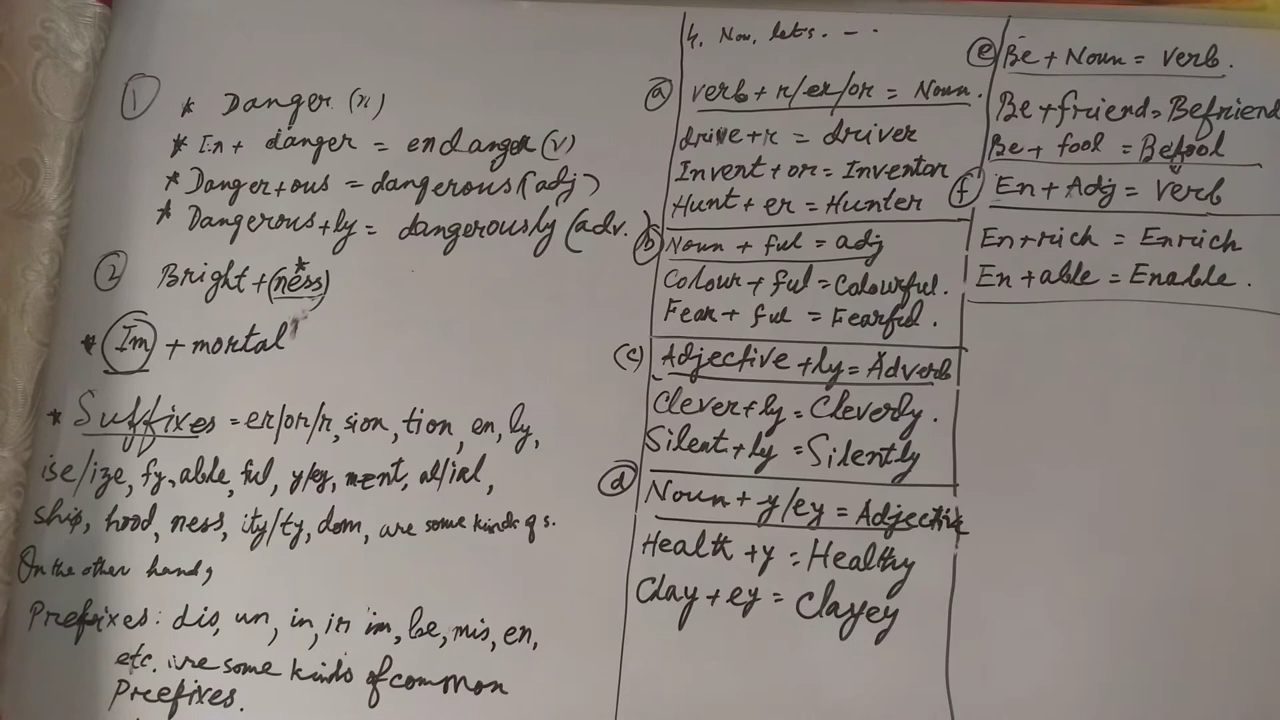 ① * Danger (n)
* En + danger = endanger (v)
* Danger + ous = dangerous (adj)
* Dangerous + ly = dangerously (adv.
② Bright + (ness)
* (Im) + mortal
* Suffixes = er/or/r, sion, tion, en, ly,
ise/ize, fy, able, ful, y/ey, ment, al/ial,
ship, hood, ness, ity/ty, dom, are some kinds of s.
On the other hand,
Prefixes: dis, un, in, ir im, be, mis, en,
etc. are some kinds of common
Preefixes.
4. Now, let's. - - .
(a) verb + r/er/or = Noun.
drive + r = driver
Invent + or = Inventor
Hunt + er = Hunter
(b) Noun + ful = adj
Colour + ful = Colourful.
Fear + ful = Fearful.
(c) Adjective + ly = Adverb
Clever + ly = Cleverly.
Silent + ly = Silently
(d) Noun + y/ey = Adjective
Health + y = Healthy
Clay + ey = Clayey
(e) Be + Noun = verb.
Be + friend = Befriend
Be + fool = Befool
(f) En + Adj = verb
En + rich = Enrich
En + able = Enable.